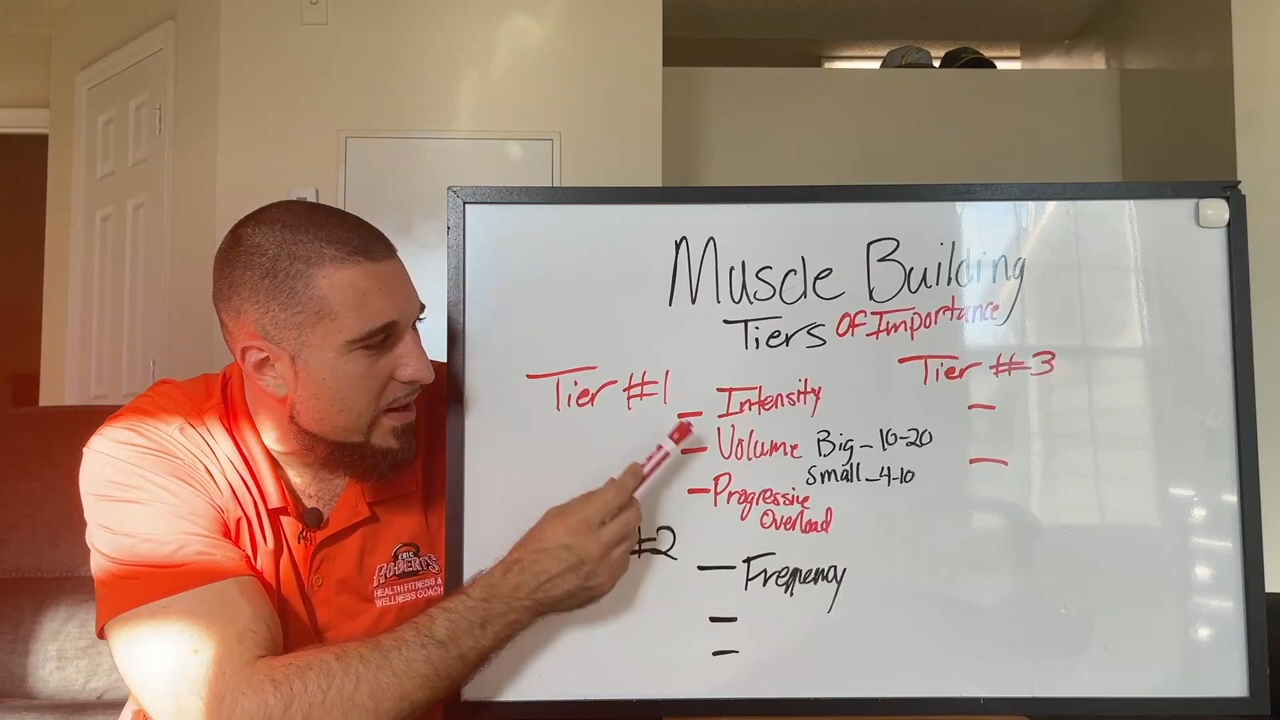 Muscle Building
Tiers Of Importance
Tier #1
- Intensity
- Volume Big - 10-20
Small - 4-10
- Progressive
Overload
#2
- Frequency
-
-
Tier #3
-
-
ERIC
ROBERTS
HEALTH FITNESS &
WELLNESS COACH